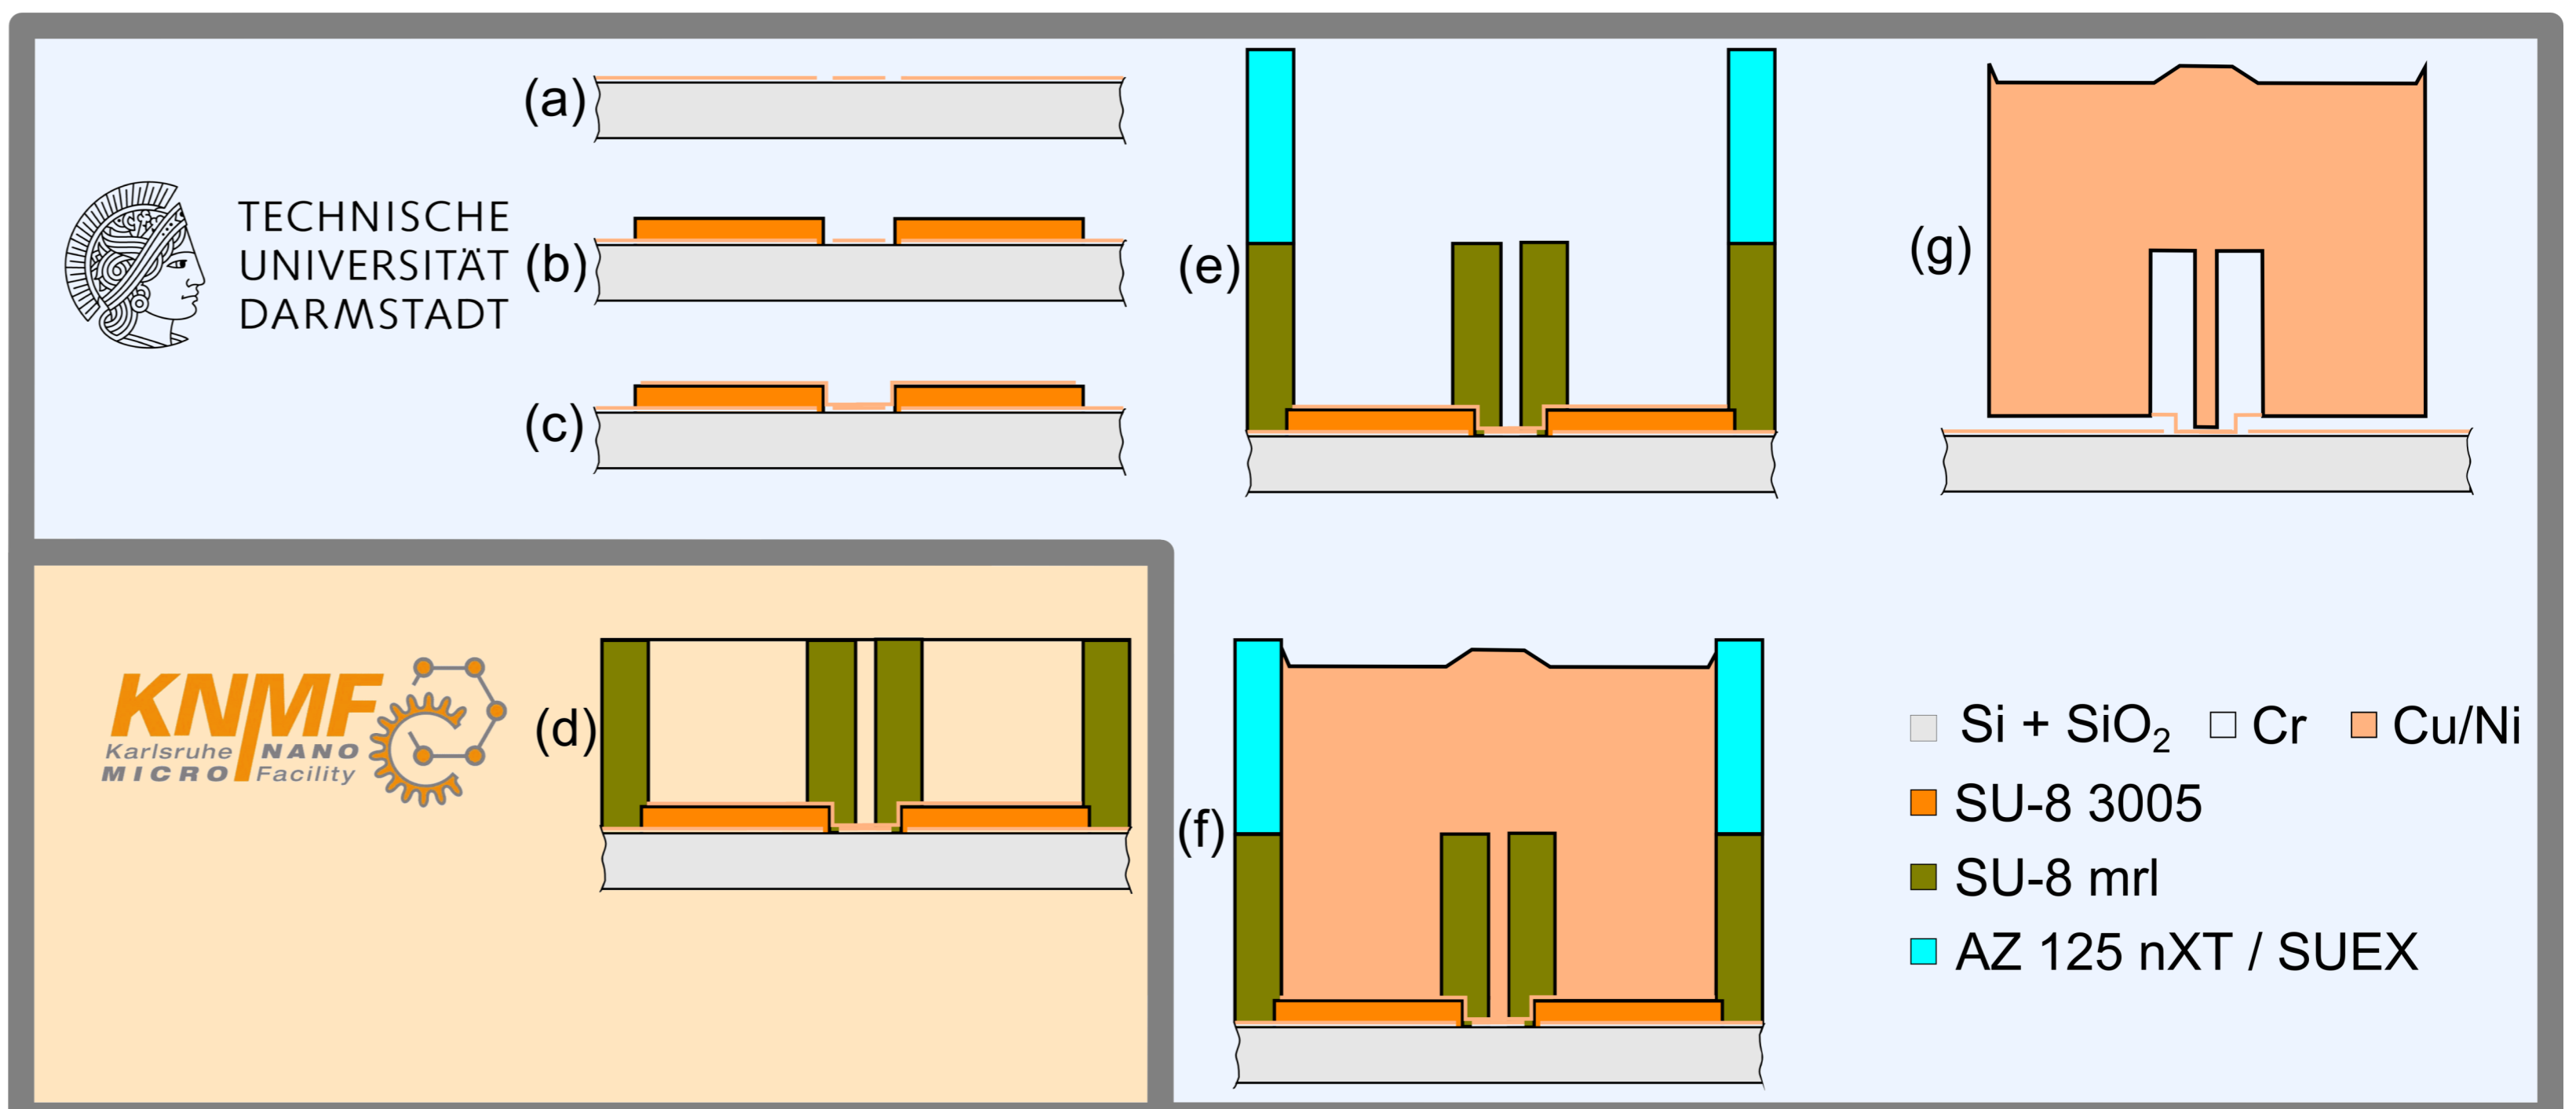 TECHNISCHE
UNIVERSITÄT
DARMSTADT
(a)
(b)
(c)
(e)
(g)
KNMF
Karlsruhe NANO
MICRO Facility
(d)
(f)
Si + SiO₂ Cr Cu/Ni
SU-8 3005
SU-8 mrl
AZ 125 nXT / SUEX